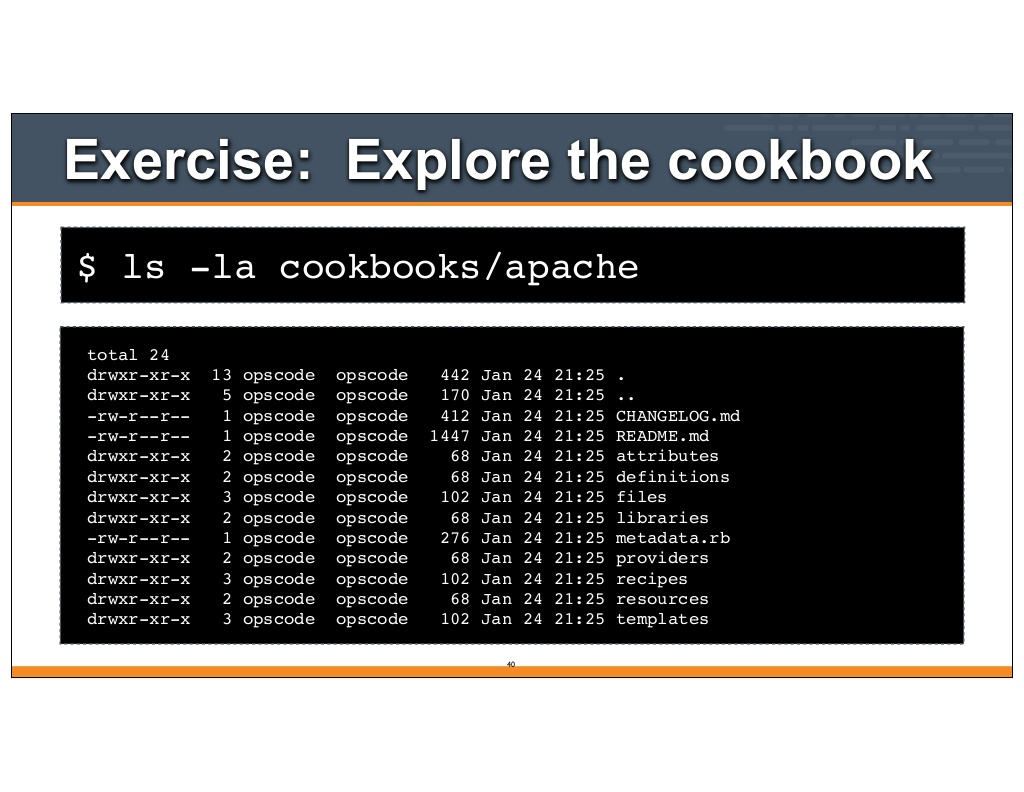 Exercise:  Explore the cookbook
$ ls -la cookbooks/apache
total 24
drwxr-xr-x  13 opscode  opscode   442 Jan 24 21:25 .
drwxr-xr-x   5 opscode  opscode   170 Jan 24 21:25 ..
-rw-r--r--   1 opscode  opscode   412 Jan 24 21:25 CHANGELOG.md
-rw-r--r--   1 opscode  opscode  1447 Jan 24 21:25 README.md
drwxr-xr-x   2 opscode  opscode    68 Jan 24 21:25 attributes
drwxr-xr-x   2 opscode  opscode    68 Jan 24 21:25 definitions
drwxr-xr-x   3 opscode  opscode   102 Jan 24 21:25 files
drwxr-xr-x   2 opscode  opscode    68 Jan 24 21:25 libraries
-rw-r--r--   1 opscode  opscode   276 Jan 24 21:25 metadata.rb
drwxr-xr-x   2 opscode  opscode    68 Jan 24 21:25 providers
drwxr-xr-x   3 opscode  opscode   102 Jan 24 21:25 recipes
drwxr-xr-x   2 opscode  opscode    68 Jan 24 21:25 resources
drwxr-xr-x   3 opscode  opscode   102 Jan 24 21:25 templates
40